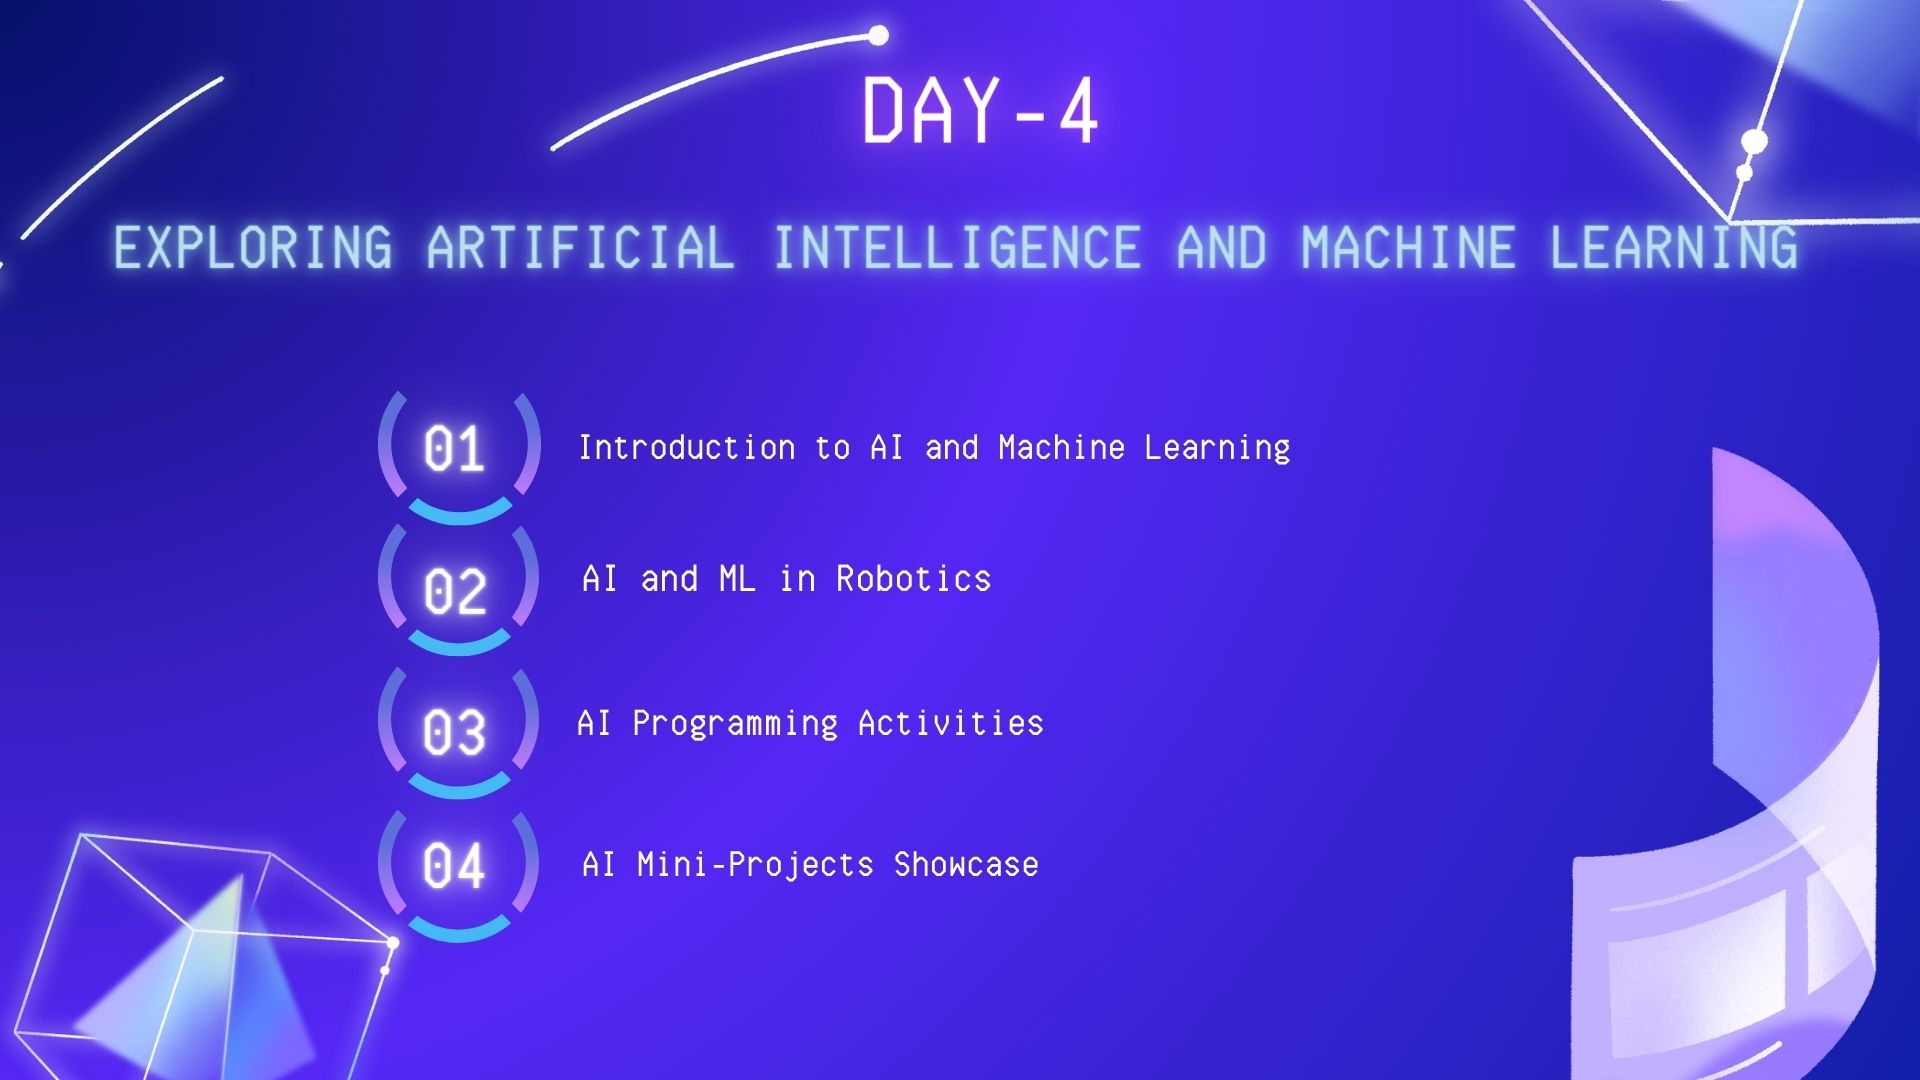 DAY-4
EXPLORING ARTIFICIAL INTELLIGENCE AND MACHINE LEARNING
01 Introduction to AI and Machine Learning
02 AI and ML in Robotics
03 AI Programming Activities
04 AI Mini-Projects Showcase